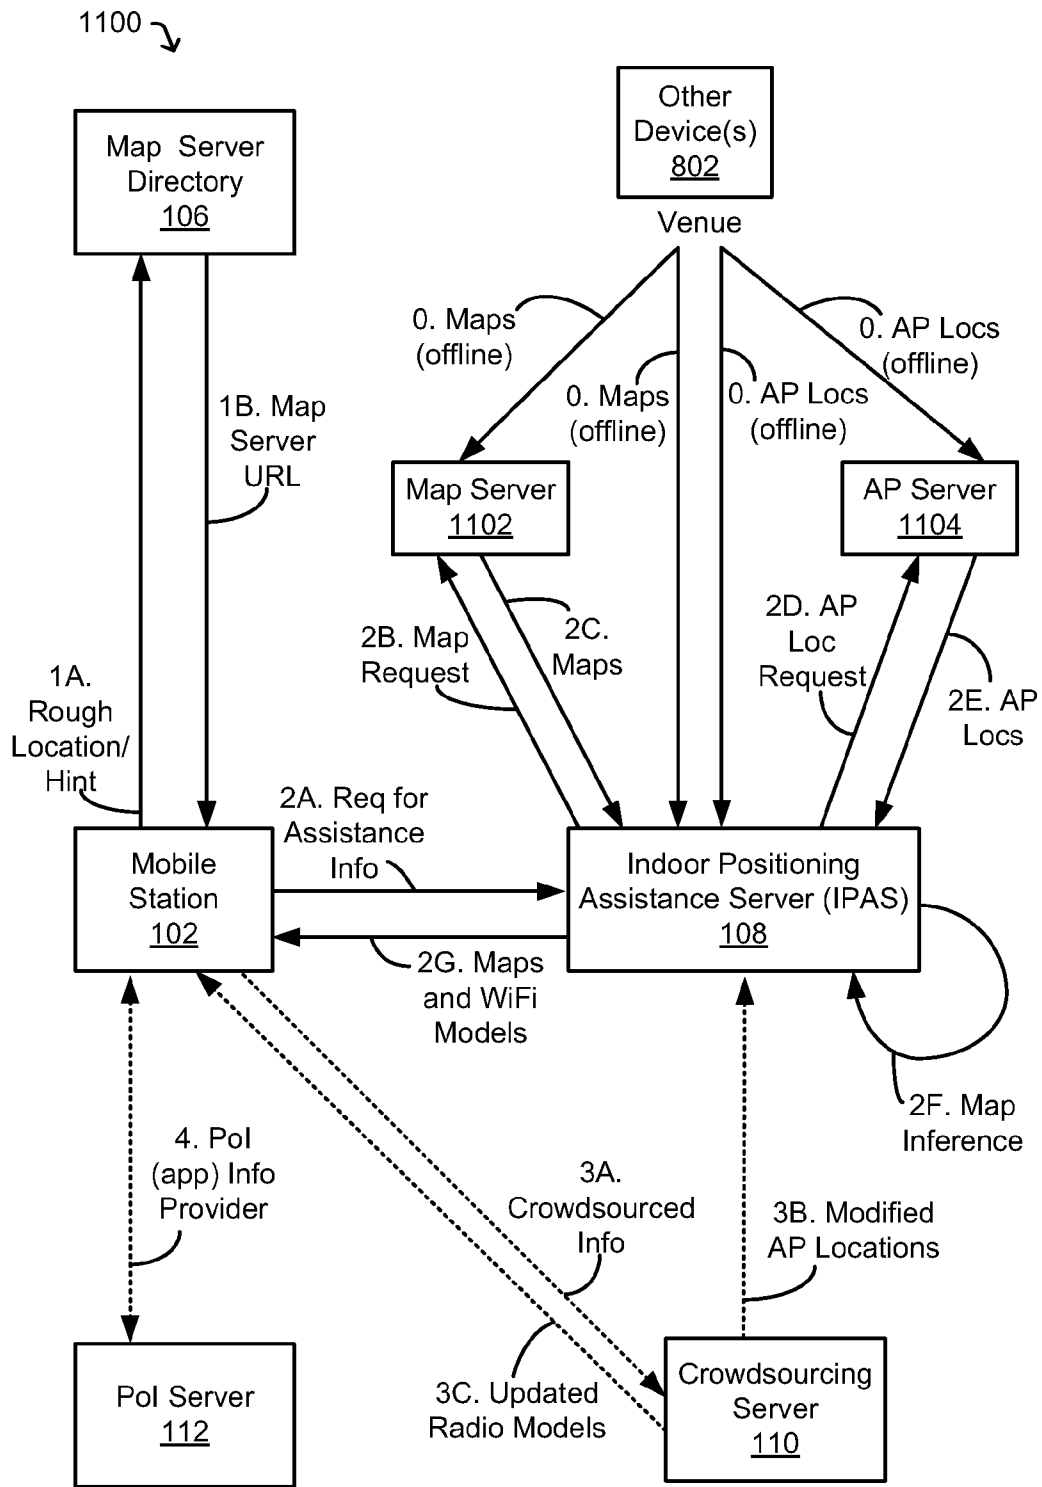 1100
Other
Device(s)
802
Map Server
Directory
106
Venue
0. Maps
(offline)
0. Maps
(offline)
0. AP Locs
(offline)
0. AP Locs
(offline)
1B. Map
Server
URL
Map Server
1102
AP Server
1104
2B. Map
Request
2C.
Maps
2D. AP
Loc
Request
2E. AP
Locs
1A.
Rough
Location/
Hint
2A. Req for
Assistance
Info
Mobile
Station
102
Indoor Positioning
Assistance Server (IPAS)
108
2G. Maps
and WiFi
Models
2F. Map
Inference
4. PoI
(app) Info
Provider
3A.
Crowdsourced
Info
3B. Modified
AP Locations
3C. Updated
Radio Models
PoI Server
112
Crowdsourcing
Server
110